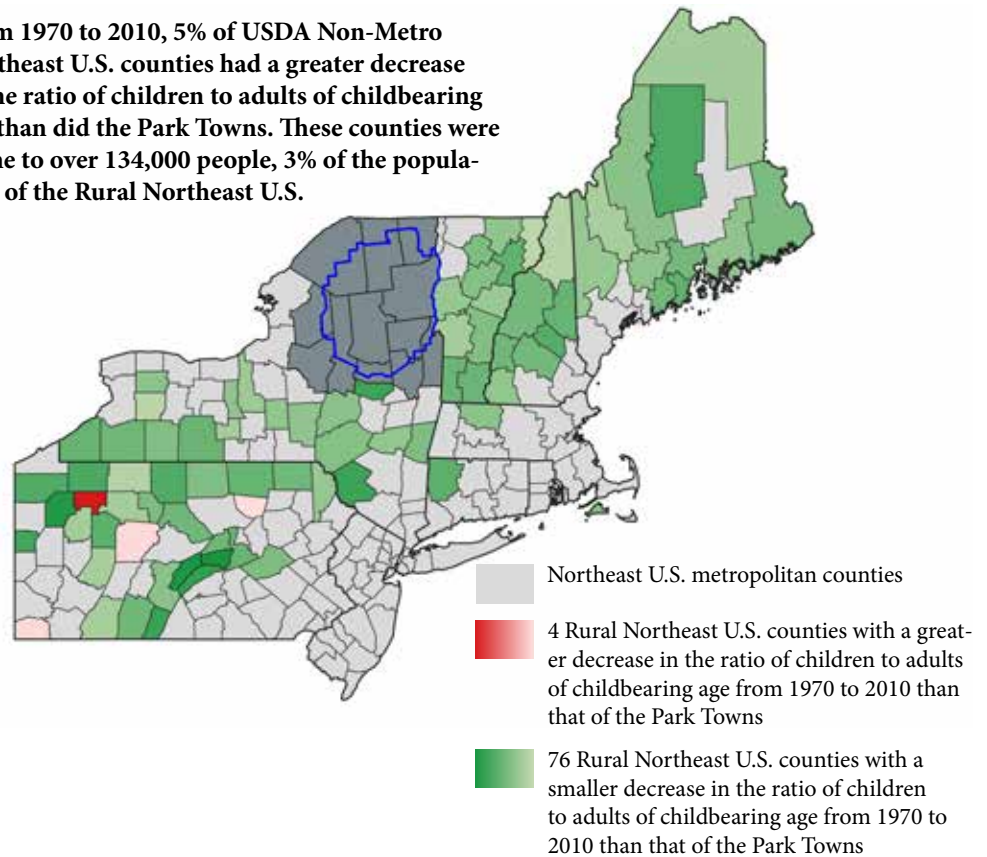 m 1970 to 2010, 5% of USDA Non-Metro
theast U.S. counties had a greater decrease
he ratio of children to adults of childbearing
than did the Park Towns. These counties were
ne to over 134,000 people, 3% of the popula-
of the Rural Northeast U.S.
Northeast U.S. metropolitan counties
4 Rural Northeast U.S. counties with a great-
er decrease in the ratio of children to adults
of childbearing age from 1970 to 2010 than
that of the Park Towns
76 Rural Northeast U.S. counties with a
smaller decrease in the ratio of children
to adults of childbearing age from 1970 to
2010 than that of the Park Towns